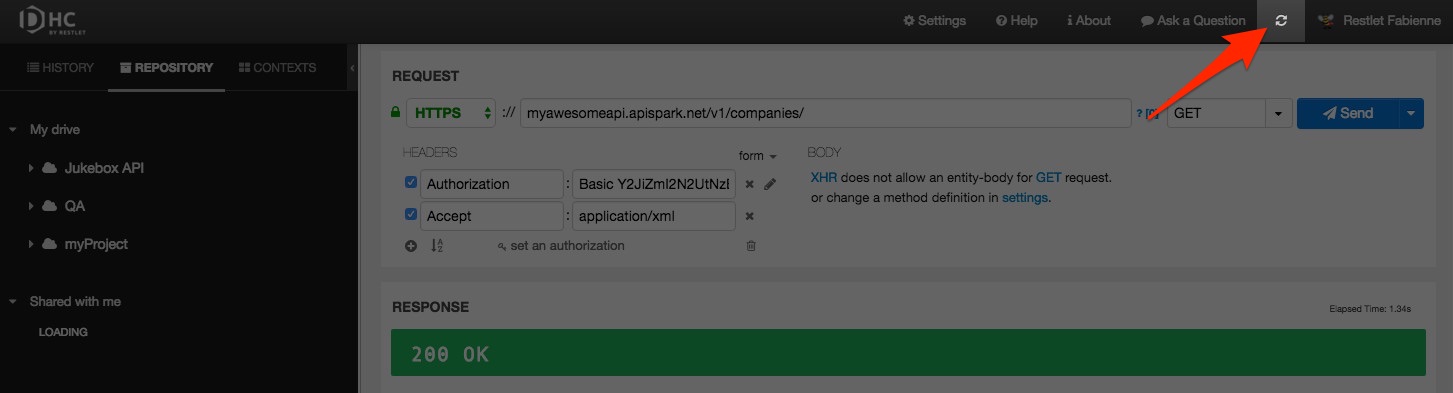 DHC
BY RESTLET
Settings
Help
About
Ask a Question
Restlet Fabienne
HISTORY
REPOSITORY
CONTEXTS
My drive
Jukebox API
QA
myProject
Shared with me
LOADING
REQUEST
HTTPS :// myawesomeapi.apispark.net/v1/companies/ ? GET Send
HEADERS form
Authorization : Basic
Accept : application/xml
set an authorization
BODY
XHR does not allow an entity-body for GET request.
or change a method definition in settings.
RESPONSE
Elapsed Time: 1.34s
200 OK